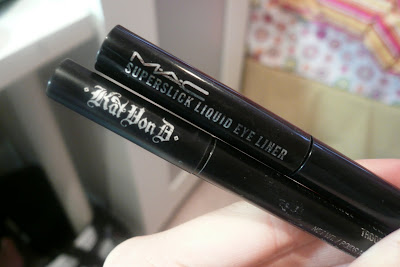 MAC
SUPERSLICK LIQUID EYE LINER
Kat Von D